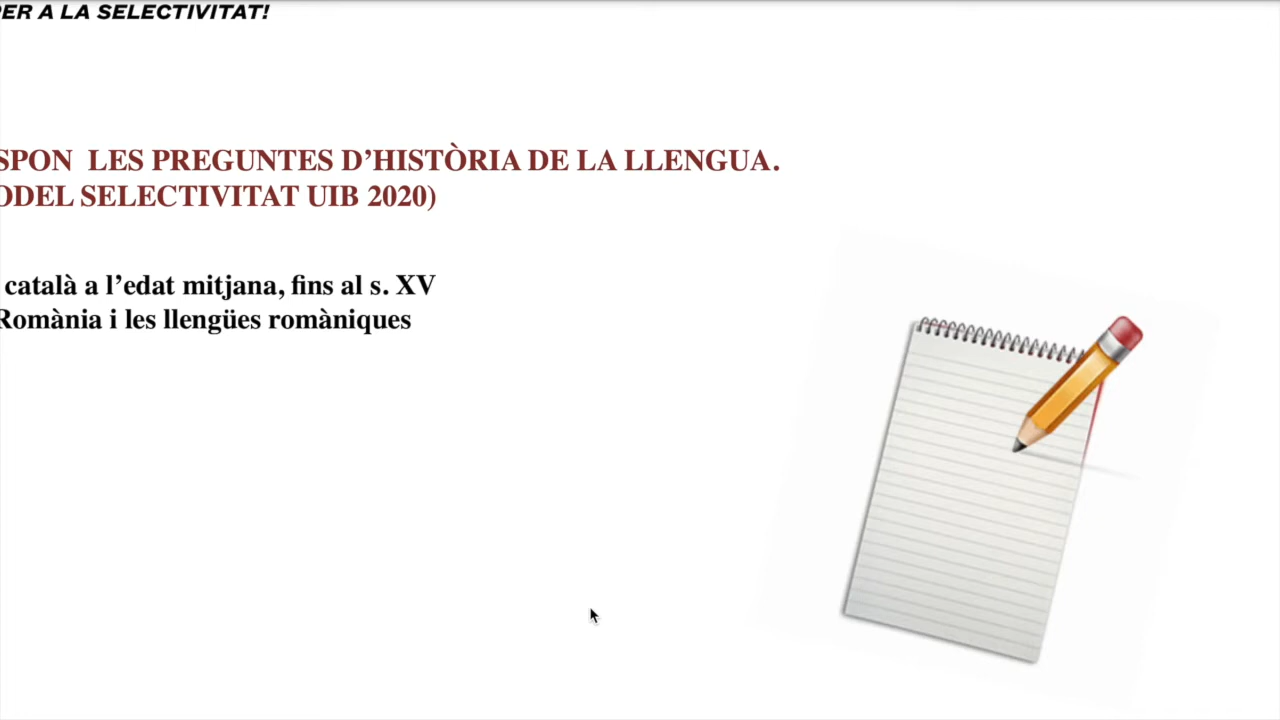 PER A LA SELECTIVITAT!
SPON LES PREGUNTES D’HISTÒRIA DE LA LLENGUA.
ODEL SELECTIVITAT UIB 2020)
català a l’edat mitjana, fins al s. XV
Romània i les llengües romàniques